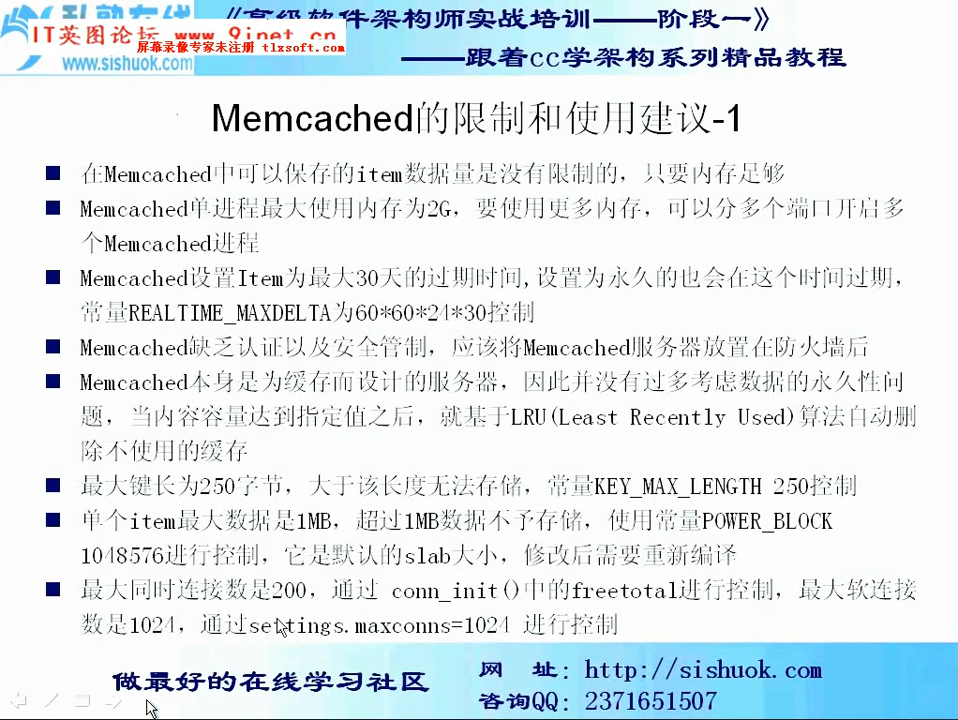 《高级软件架构师实战培训——阶段一》
IT英图论坛 www.9inet.cn
屏幕录像专家未注册 tlxsoft.com
www.sishuok.com
——跟着cc学架构系列精品教程
Memcached的限制和使用建议-1
在Memcached中可以保存的item数据量是没有限制的，只要内存足够
Memcached单进程最大使用内存为2G，要使用更多内存，可以分多个端口开启多
个Memcached进程
Memcached设置Item为最大30天的过期时间,设置为永久的也会在这个时间过期，
常量REALTIME_MAXDELTA为60*60*24*30控制
Memcached缺乏认证以及安全管制，应该将Memcached服务器放置在防火墙后
Memcached本身是为缓存而设计的服务器，因此并没有过多考虑数据的永久性问
题，当内容容量达到指定值之后，就基于LRU(Least Recently Used)算法自动删
除不使用的缓存
最大键长为250字节，大于该长度无法存储，常量KEY_MAX_LENGTH 250控制
单个item最大数据是1MB，超过1MB数据不予存储，使用常量POWER_BLOCK
1048576进行控制，它是默认的slab大小，修改后需要重新编译
最大同时连接数是200，通过 conn_init()中的freetotal进行控制，最大软连接
数是1024，通过settings.maxconns=1024 进行控制
做最好的在线学习社区
网 址: http://sishuok.com
咨询QQ: 2371651507